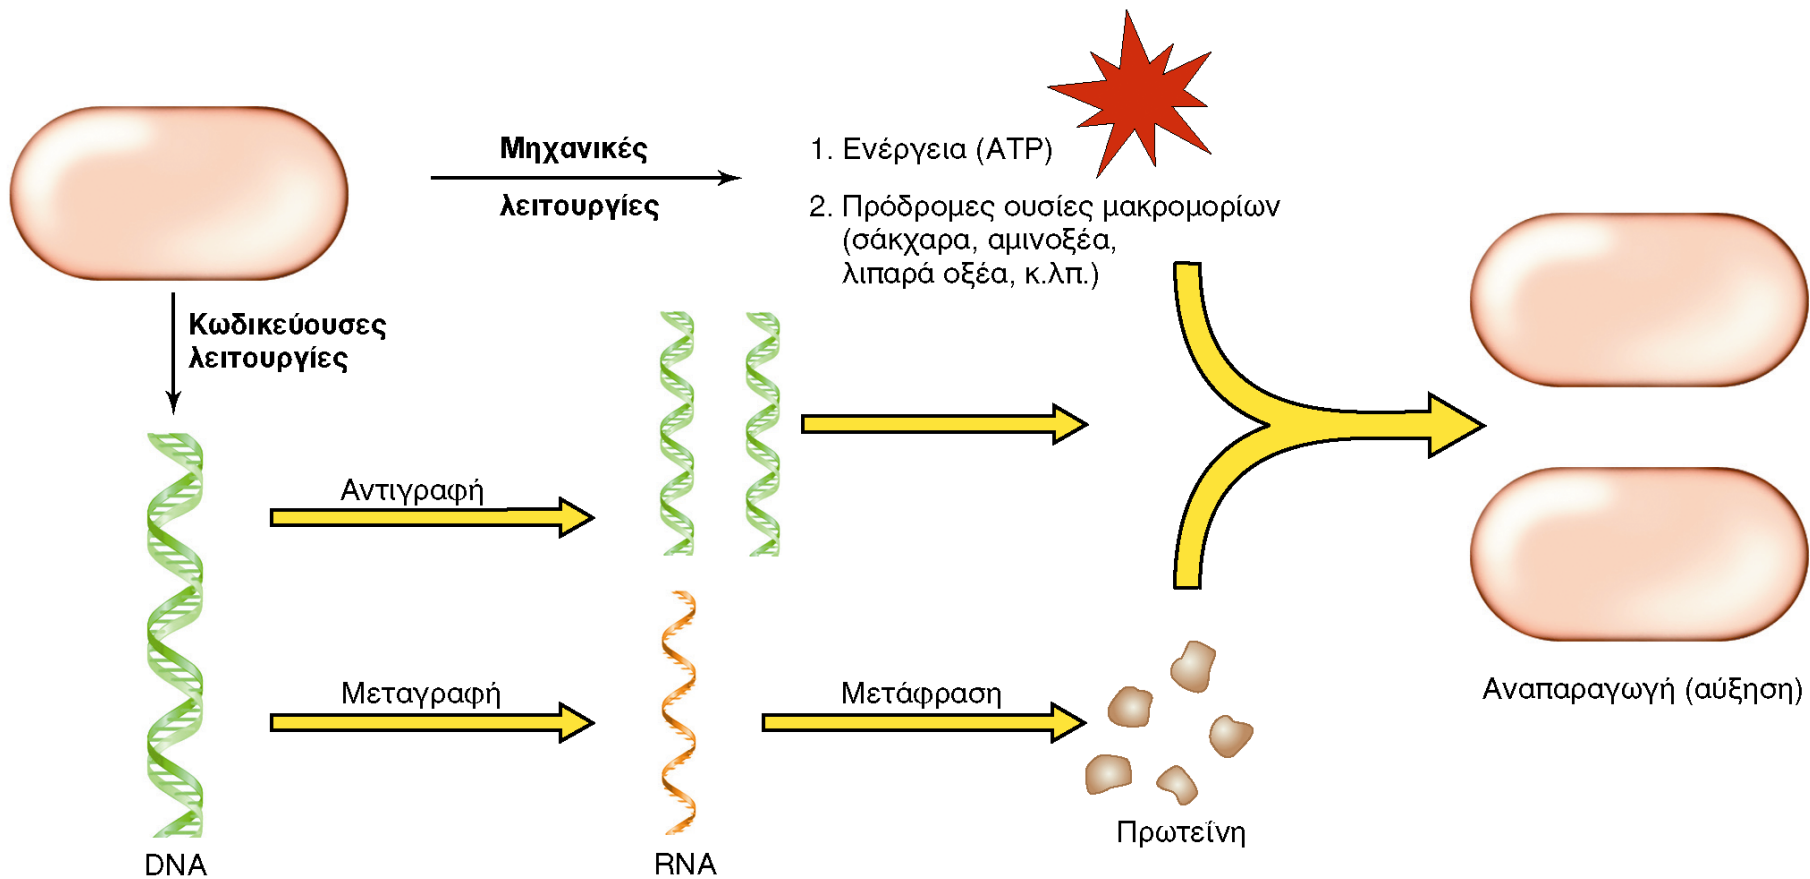 Μηχανικές
λειτουργίες
1. Ενέργεια (ATP)
2. Πρόδρομες ουσίες μακρομορίων
(σάκχαρα, αμινοξέα,
λιπαρά οξέα, κ.λπ.)
Κωδικεύουσες
λειτουργίες
Αντιγραφή
Μεταγραφή
Μετάφραση
Αναπαραγωγή (αύξηση)
Πρωτεΐνη
DNA
RNA